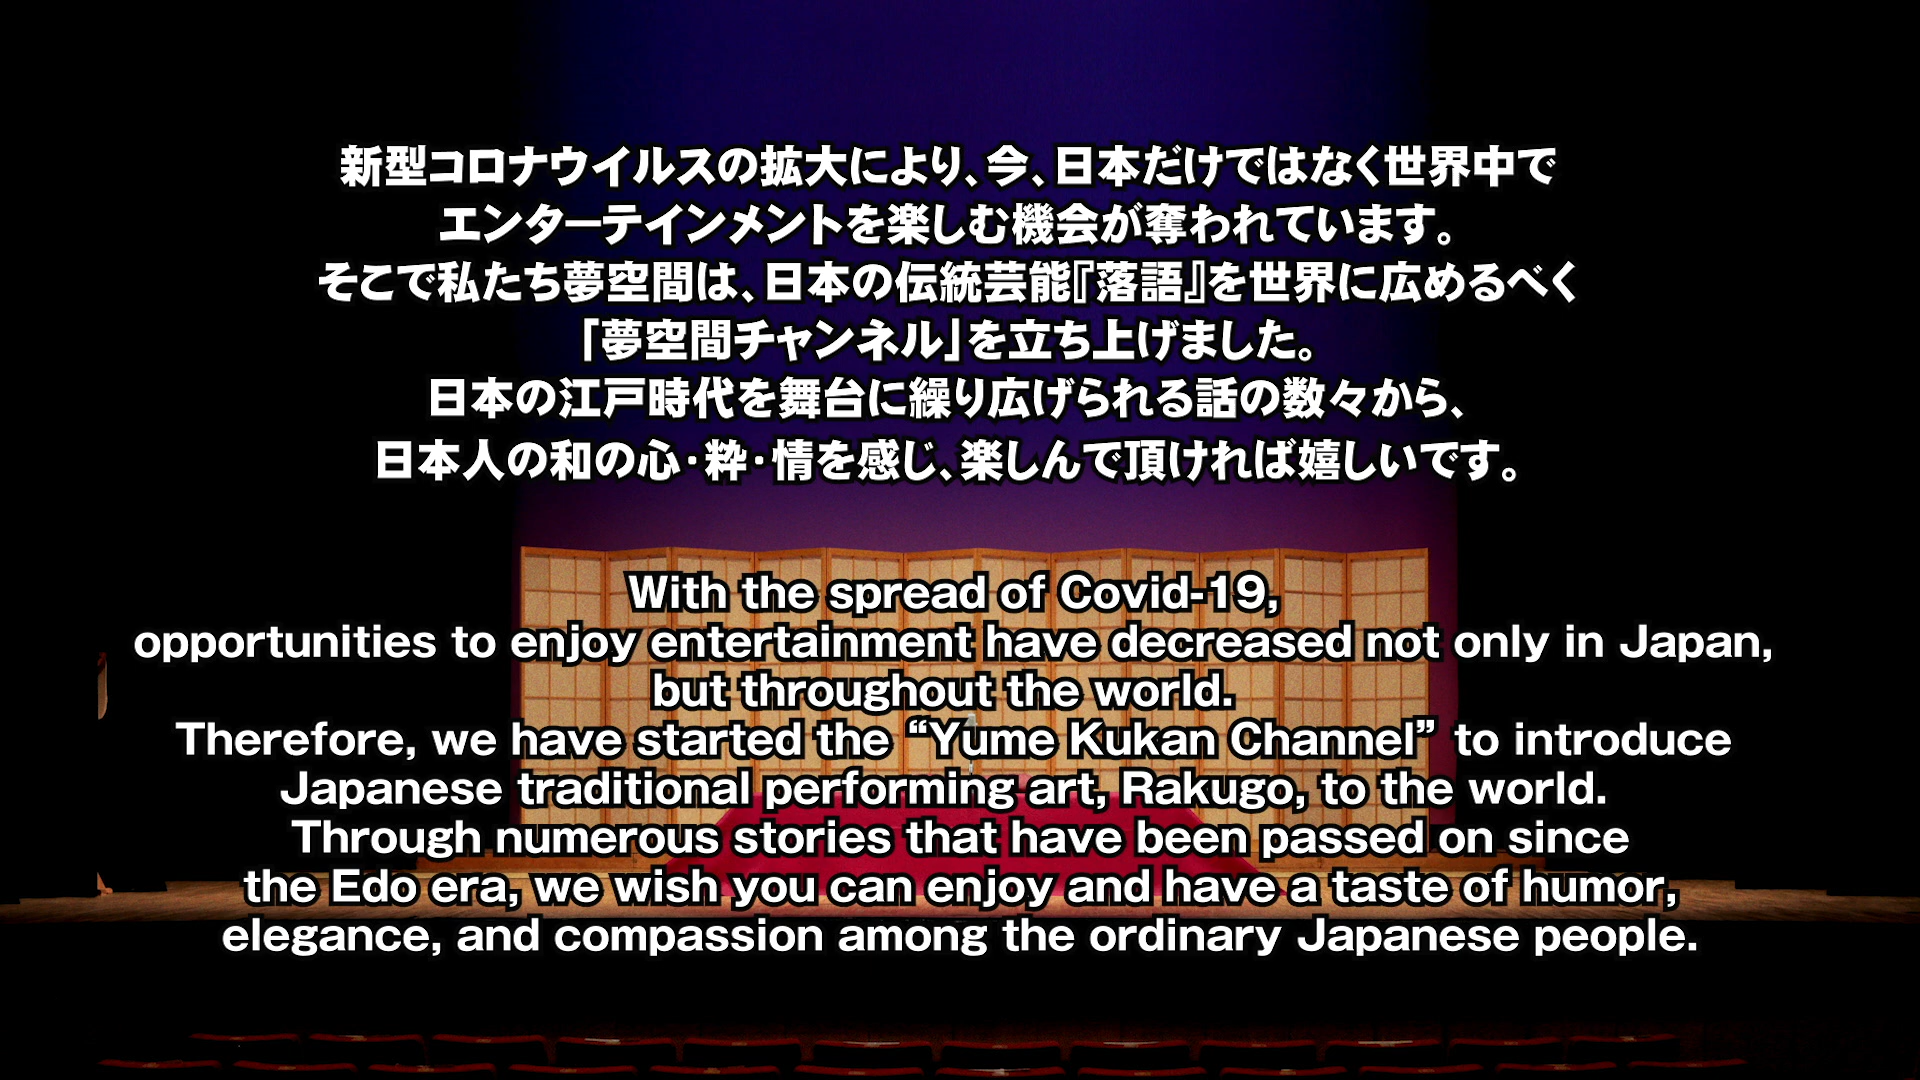 新型コロナウイルスの拡大により、今、日本だけではなく世界中で
エンターテインメントを楽しむ機会が奪われています。
そこで私たち夢空間は、日本の伝統芸能『落語』を世界に広めるべく
「夢空間チャンネル」を立ち上げました。
日本の江戸時代を舞台に繰り広げられる話の数々から、
日本人の和の心・粋・情を感じ、楽しんで頂ければ嬉しいです。
With the spread of Covid-19,
opportunities to enjoy entertainment have decreased not only in Japan,
but throughout the world.
Therefore, we have started the “Yume Kukan Channel” to introduce
Japanese traditional performing art, Rakugo, to the world.
Through numerous stories that have been passed on since
the Edo era, we wish you can enjoy and have a taste of humor,
elegance, and compassion among the ordinary Japanese people.